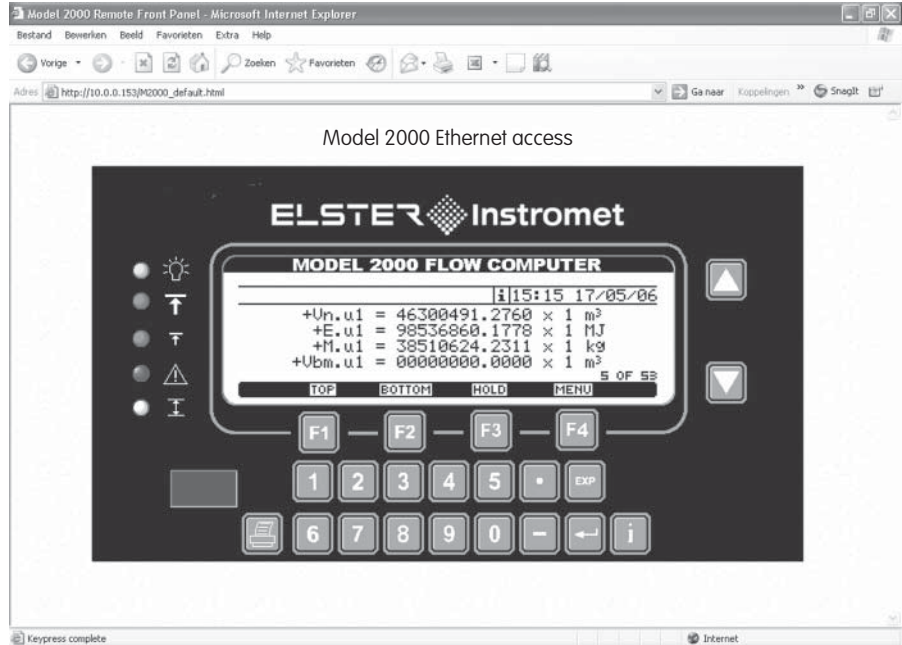 Model 2000 Remote Front Panel - Microsoft Internet Explorer
Bestand Bewerken Beeld Favorieten Extra Help
Vorige Zoeken Favorieten
Adres http://10.0.0.153/M2000_default.html Ga naar Koppelingen » SnagIt
Model 2000 Ethernet access
ELSTER Instromet
MODEL 2000 FLOW COMPUTER
i 15:15 17/05/06
+Vn.u1 = 46300491.2760 × 1 m³
+E.u1 = 98536860.1778 × 1 MJ
+M.u1 = 38510624.2311 × 1 kg
+Vbm.u1 = 00000000.0000 × 1 m³
5 OF 53
TOP BOTTOM HOLD MENU
F1 F2 F3 F4
1 2 3 4 5 • EXP
6 7 8 9 0 – i
Keypress complete Internet